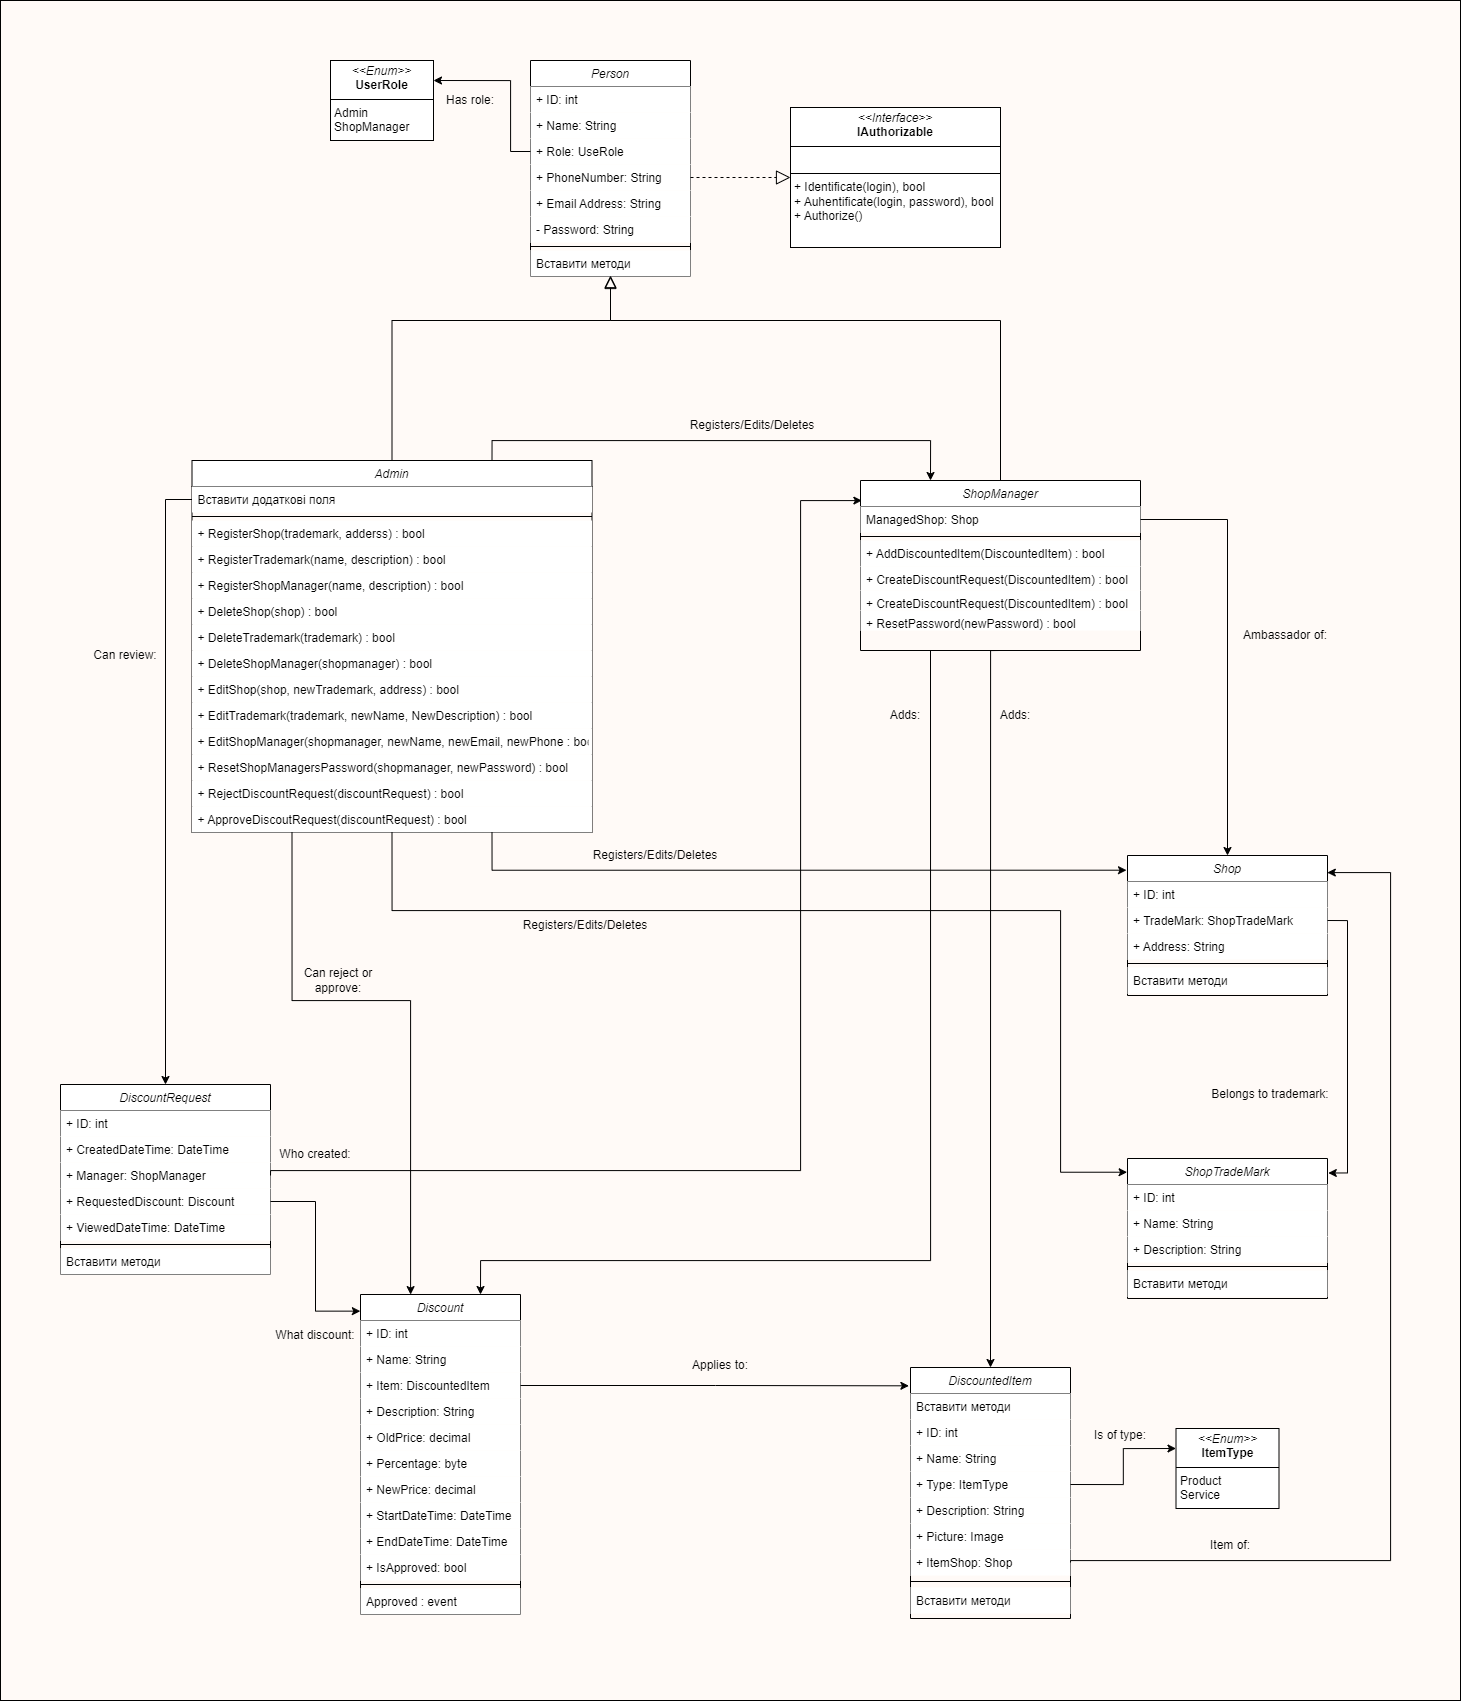 <<Enum>>
UserRole
Admin
ShopManager
Has role:
Person
+ ID: int
+ Name: String
+ Role: UseRole
+ PhoneNumber: String
+ Email Address: String
- Password: String
Вставити методи
<<Interface>>
IAuthorizable
+ Identificate(login), bool
+ Auhentificate(login, password), bool
+ Authorize()
Registers/Edits/Deletes
Admin
Вставити додаткові поля
+ RegisterShop(trademark, adderss) : bool
+ RegisterTrademark(name, description) : bool
+ RegisterShopManager(name, description) : bool
+ DeleteShop(shop) : bool
+ DeleteTrademark(trademark) : bool
+ DeleteShopManager(shopmanager) : bool
+ EditShop(shop, newTrademark, address) : bool
+ EditTrademark(trademark, newName, NewDescription) : bool
+ EditShopManager(shopmanager, newName, newEmail, newPhone : boo
+ ResetShopManagersPassword(shopmanager, newPassword) : bool
+ RejectDiscountRequest(discountRequest) : bool
+ ApproveDiscoutRequest(discountRequest) : bool
ShopManager
ManagedShop: Shop
+ AddDiscountedItem(DiscountedItem) : bool
+ CreateDiscountRequest(DiscountedItem) : bool
+ CreateDiscountRequest(DiscountedItem) : bool
+ ResetPassword(newPassword) : bool
Can review:
Ambassador of:
Adds:
Adds:
Registers/Edits/Deletes
Registers/Edits/Deletes
Can reject or
approve:
Shop
+ ID: int
+ TradeMark: ShopTradeMark
+ Address: String
Вставити методи
Belongs to trademark:
DiscountRequest
+ ID: int
+ CreatedDateTime: DateTime
+ Manager: ShopManager
+ RequestedDiscount: Discount
+ ViewedDateTime: DateTime
Вставити методи
Who created:
ShopTradeMark
+ ID: int
+ Name: String
+ Description: String
Вставити методи
What discount:
Discount
+ ID: int
+ Name: String
+ Item: DiscountedItem
+ Description: String
+ OldPrice: decimal
+ Percentage: byte
+ NewPrice: decimal
+ StartDateTime: DateTime
+ EndDateTime: DateTime
+ IsApproved: bool
Approved : event
Applies to:
DiscountedItem
Вставити методи
+ ID: int
+ Name: String
+ Type: ItemType
+ Description: String
+ Picture: Image
+ ItemShop: Shop
Вставити методи
Is of type:
<<Enum>>
ItemType
Product
Service
Item of: